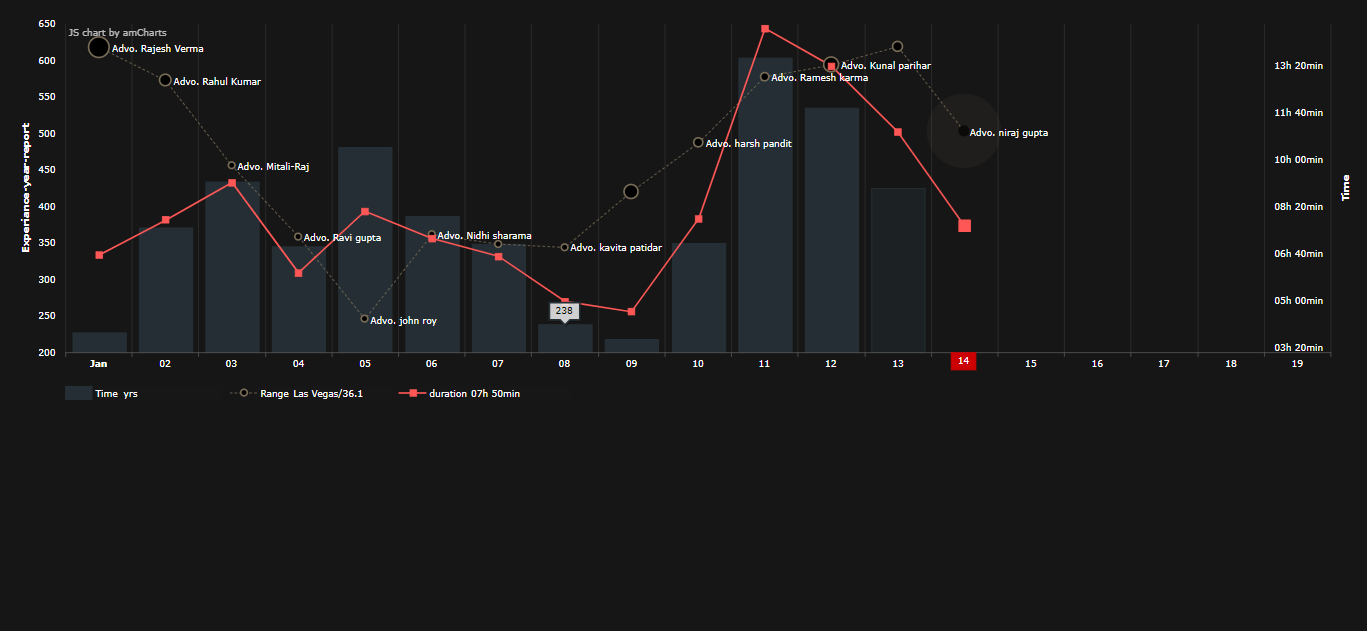 650
JS chart by amCharts
Advo. Rajesh Verma
600
13h 20min
Advo. Kunal parihar
Advo. Ramesh karma
Advo. Rahul Kumar
550
11h 40min
500
Advo. niraj gupta
Advo. harsh pandit
10h 00min
450
Advo. Mitali-Raj
Experiance-year-report
Time
400
08h 20min
350
Advo. Ravi gupta
Advo. Nidhi sharama
Advo. kavita patidar
06h 40min
300
05h 00min
250
238
Advo. john roy
200
03h 20min
Jan 02 03 04 05 06 07 08 09 10 11 12 13 14 15 16 17 18 19
Time yrs
Range Las Vegas/36.1
duration 07h 50min